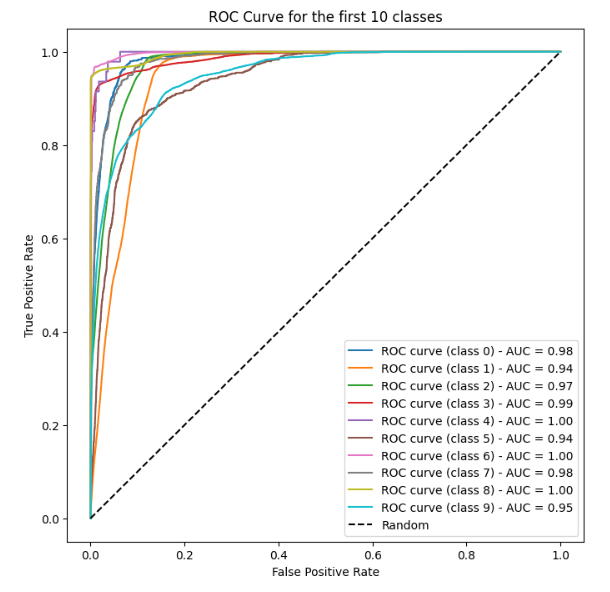 ROC Curve for the first 10 classes
1.0
0.8
0.6
0.4
0.2
0.0
True Positive Rate
ROC curve (class 0) - AUC = 0.98
ROC curve (class 1) - AUC = 0.94
ROC curve (class 2) - AUC = 0.97
ROC curve (class 3) - AUC = 0.99
ROC curve (class 4) - AUC = 1.00
ROC curve (class 5) - AUC = 0.94
ROC curve (class 6) - AUC = 1.00
ROC curve (class 7) - AUC = 0.98
ROC curve (class 8) - AUC = 1.00
ROC curve (class 9) - AUC = 0.95
Random
0.0 0.2 0.4 0.6 0.8 1.0
False Positive Rate